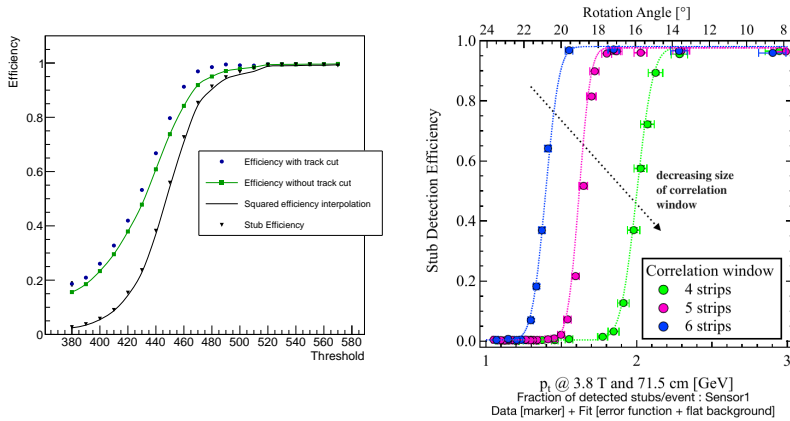 Efficiency
1
0.8
0.6
0.4
0.2
0
380 400 420 440 460 480 500 520 540 560 580
Threshold
Efficiency with track cut
Efficiency without track cut
Squared efficiency interpolation
Stub Efficiency
Rotation Angle [°]
24 22 20 18 16 14 12 10 8
Stub Detection Efficiency
1.0
0.8
0.6
0.4
0.2
0.0
decreasing size
of correlation
window
Correlation window
4 strips
5 strips
6 strips
1 2 3
pt @ 3.8 T and 71.5 cm [GeV]
Fraction of detected stubs/event : Sensor1
Data [marker] + Fit [error function + flat background]